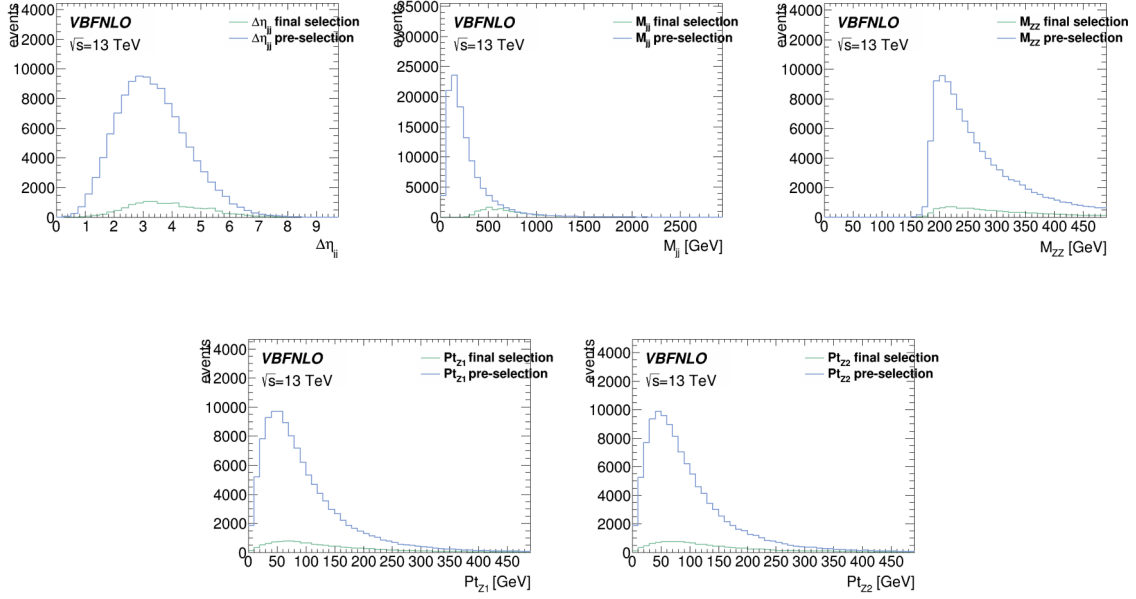 events
14000
12000
10000
8000
6000
4000
2000
0
VBFNLO
√s=13 TeV
Δη_jj final selection
Δη_jj pre-selection
1 2 3 4 5 6 7 8 9
Δη_jj
events
35000
30000
25000
20000
15000
10000
5000
0
VBFNLO
√s=13 TeV
M_jj final selection
M_jj pre-selection
0 500 1000 1500 2000 2500
M_jj [GeV]
events
14000
12000
10000
8000
6000
4000
2000
0
VBFNLO
√s=13 TeV
M_ZZ final selection
M_ZZ pre-selection
0 50 100 150 200 250 300 350 400 450
M_ZZ [GeV]
events
14000
12000
10000
8000
6000
4000
2000
0
VBFNLO
√s=13 TeV
Pt_Z1 final selection
Pt_Z1 pre-selection
0 50 100 150 200 250 300 350 400 450
Pt_Z1 [GeV]
events
14000
12000
10000
8000
6000
4000
2000
0
VBFNLO
√s=13 TeV
Pt_Z2 final selection
Pt_Z2 pre-selection
0 50 100 150 200 250 300 350 400 450
Pt_Z2 [GeV]